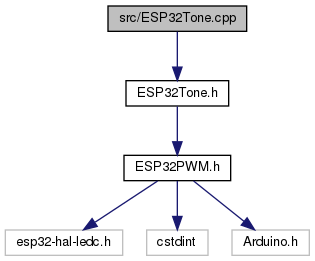 src/ESP32Tone.cpp
ESP32Tone.h
ESP32PWM.h
esp32-hal-ledc.h
cstdint
Arduino.h